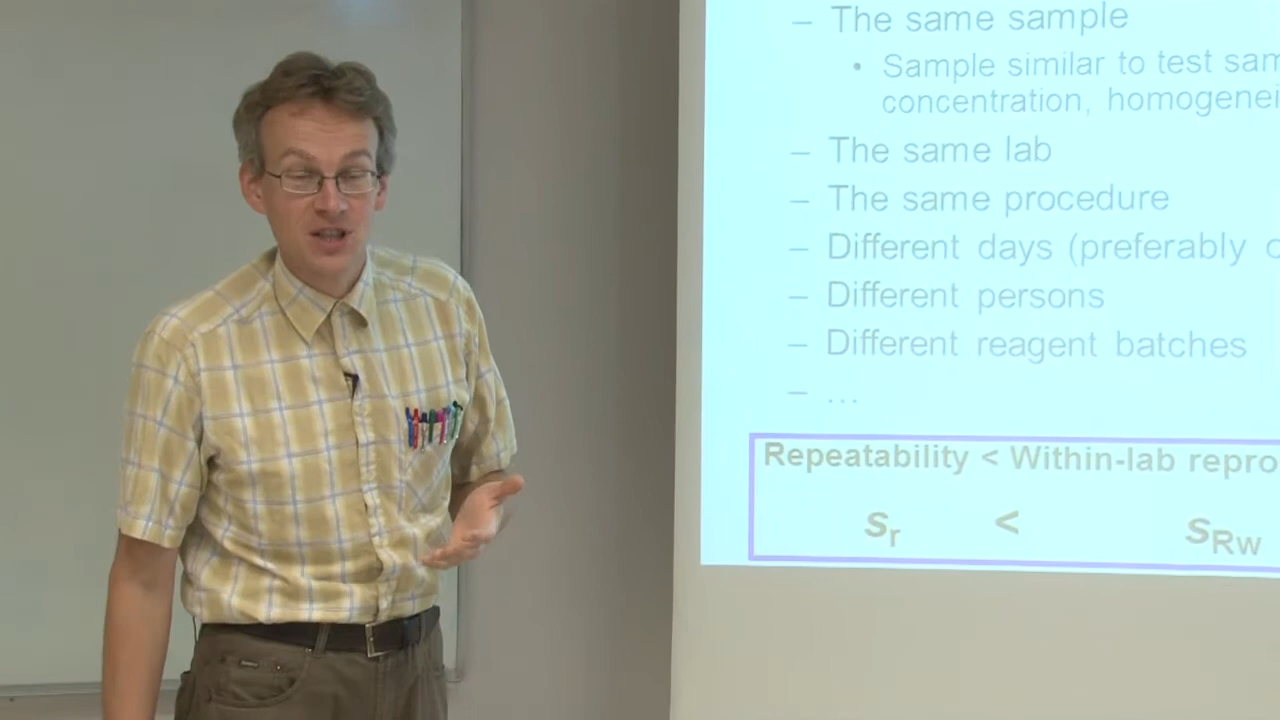 – The same sample
• Sample similar to test sam
concentration, homogenei
– The same lab
– The same procedure
– Different days (preferably
– Different persons
– Different reagent batches
– …
Repeatability < Within-lab repro
sr < sRw